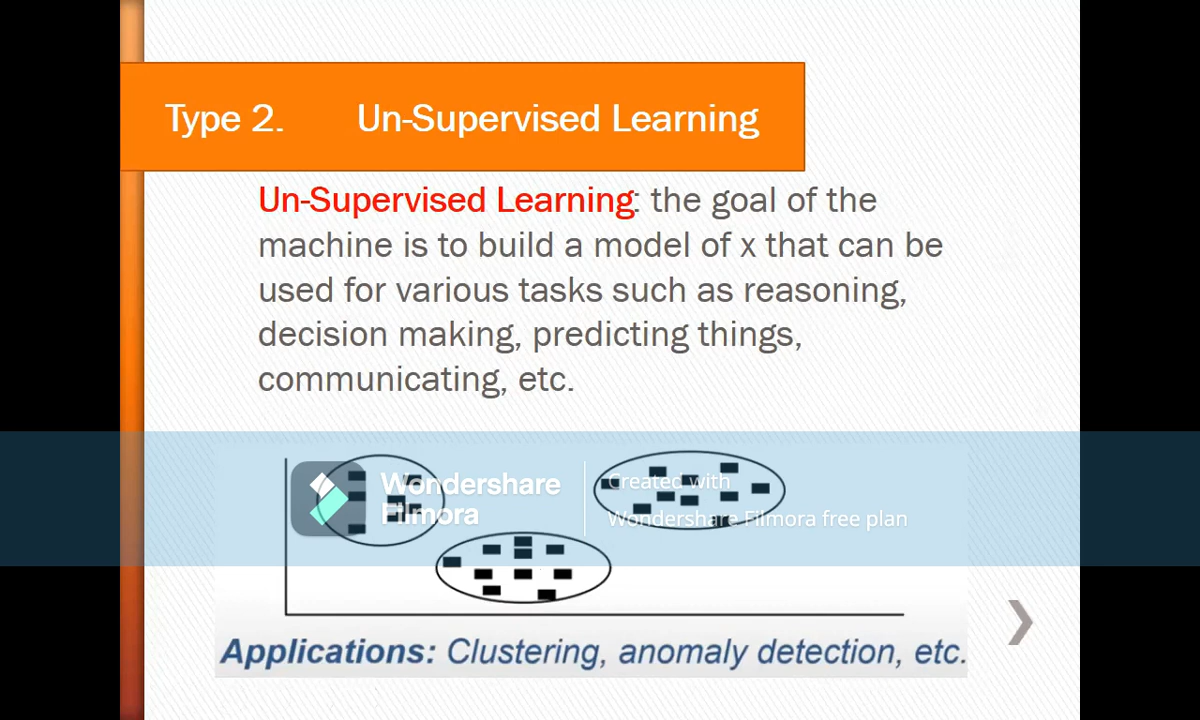 Type 2. Un-Supervised Learning
Un-Supervised Learning: the goal of the
machine is to build a model of x that can be
used for various tasks such as reasoning,
decision making, predicting things,
communicating, etc.
Wondershare
Filmora
Created with
Wondershare Filmora free plan
Applications: Clustering, anomaly detection, etc.